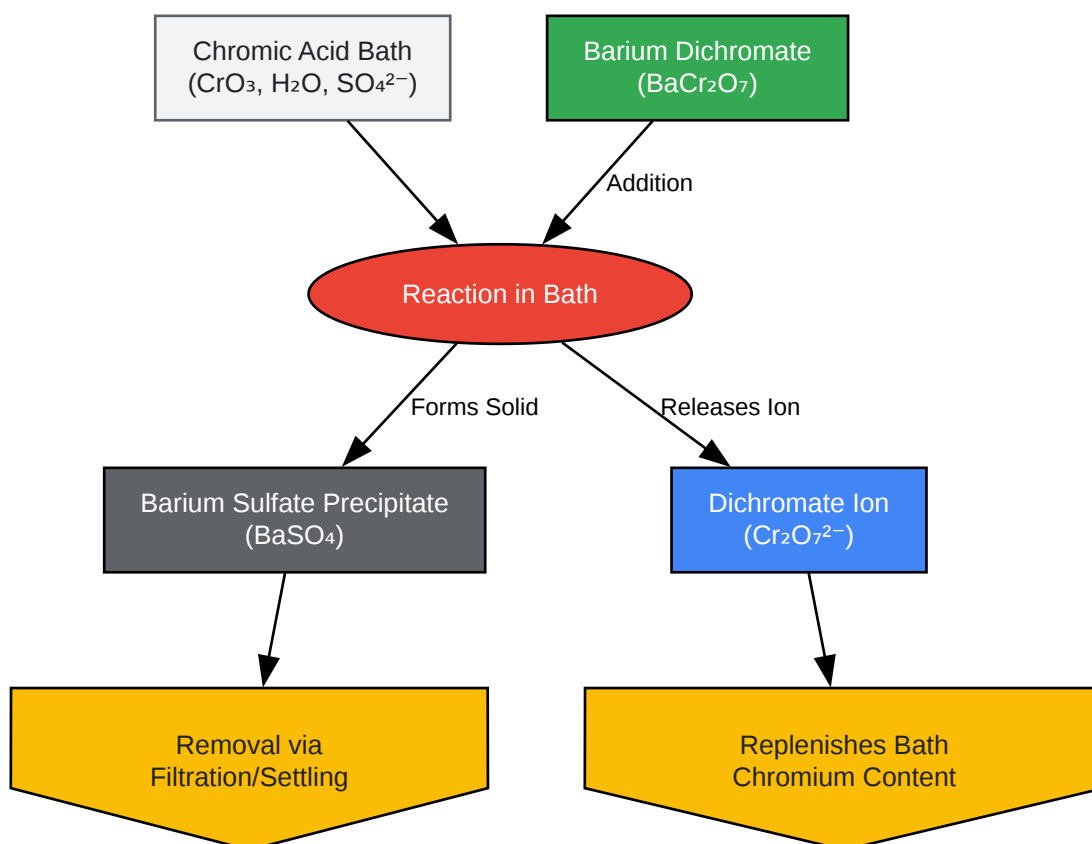 Chromic Acid Bath
(CrO₃, H₂O, SO₄²⁻)
Barium Dichromate
(BaCr₂O₇)
Addition
Reaction in Bath
Forms Solid
Releases Ion
Barium Sulfate Precipitate
(BaSO₄)
Dichromate Ion
(Cr₂O₇²⁻)
Removal via
Filtration/Settling
Replenishes Bath
Chromium Content